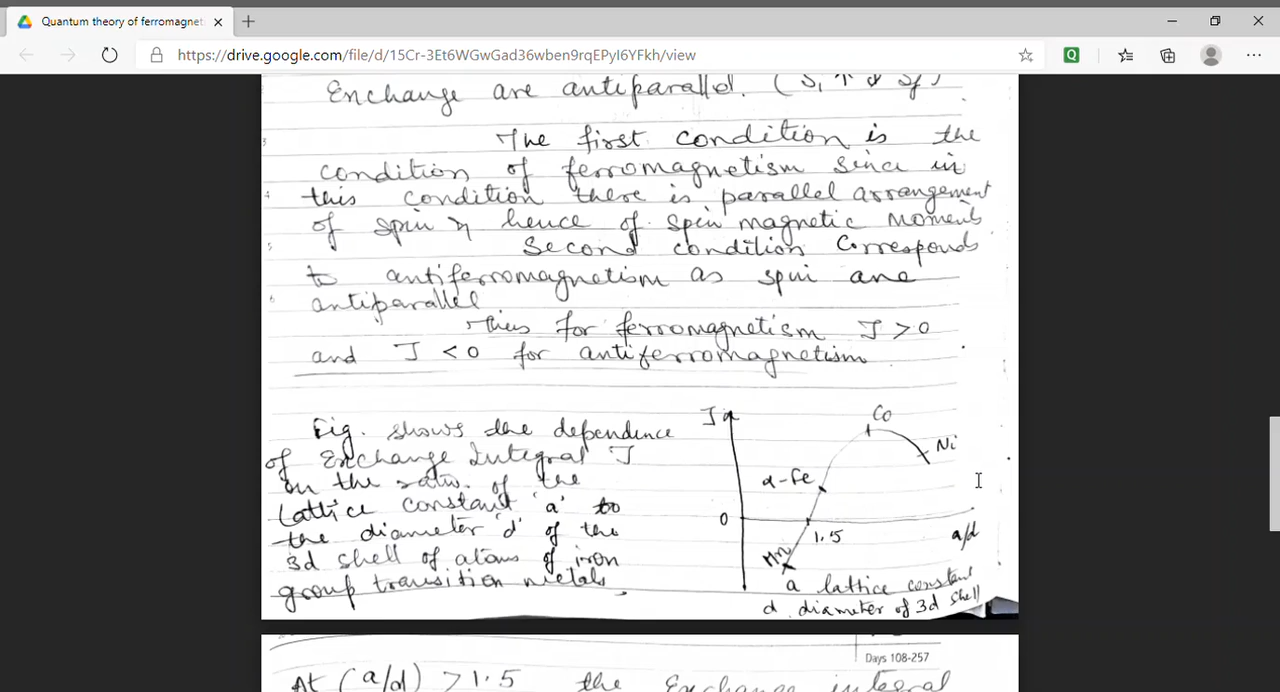 Quantum theory of ferromagnet
https://drive.google.com/file/d/15Cr-3Et6WGwGad36wben9rqEPyI6YFkh/view
Exchange are antiparallel. (S, ↑ &
The first condition is the
condition of ferromagnetism since in
this condition there is parallel arrangement
of spin & hence of spin magnetic moments
Second condition Corresponds
to antiferromagnetism as spin are
antiparallel
Thus for ferromagnetism J > 0
and J < 0 for antiferromagnetism
Fig. shows the dependence
of Exchange Integral J
on the ratio of the
Lattice constant 'a' to
the diameter 'd' of the
3d shell of atoms of iron
group transition metals.
J
Co
Ni
α-Fe
0
1.5
a/d
Mn
a lattice constant
d diameter of 3d shell
Days 108-257
At (a/d) > 1.5 the Exchange integral